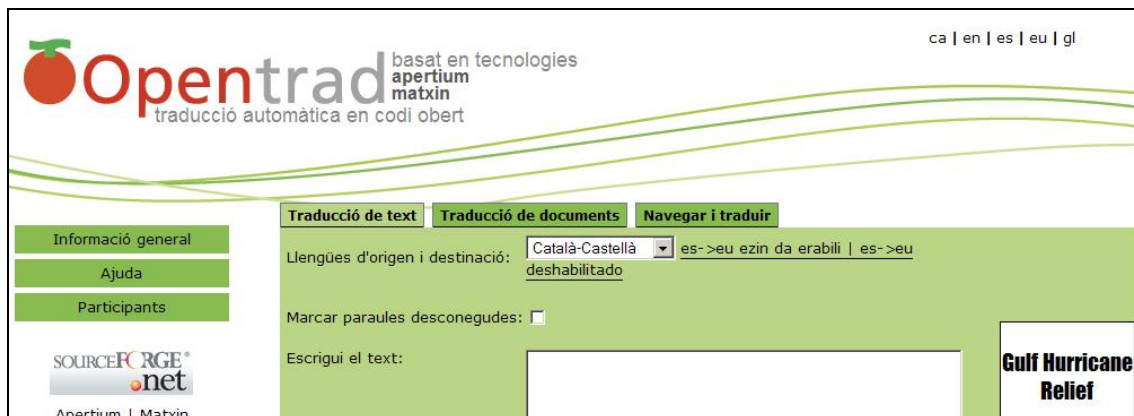 ca | en | es | eu | gl
Opentrad
basat en tecnologies
apertium
matxin
traducció automàtica en codi obert
Traducció de text
Traducció de documents
Navegar i traduir
Informació general
Ajuda
Participants
Llengües d'origen i destinació:
Català-Castellà
es->eu ezin da erabili | es->eu
deshabilitado
Marcar paraules desconegudes:
Escrigui el text:
SOURCEFORGE®
.net
Apertium | Matxin
Gulf Hurricane
Relief